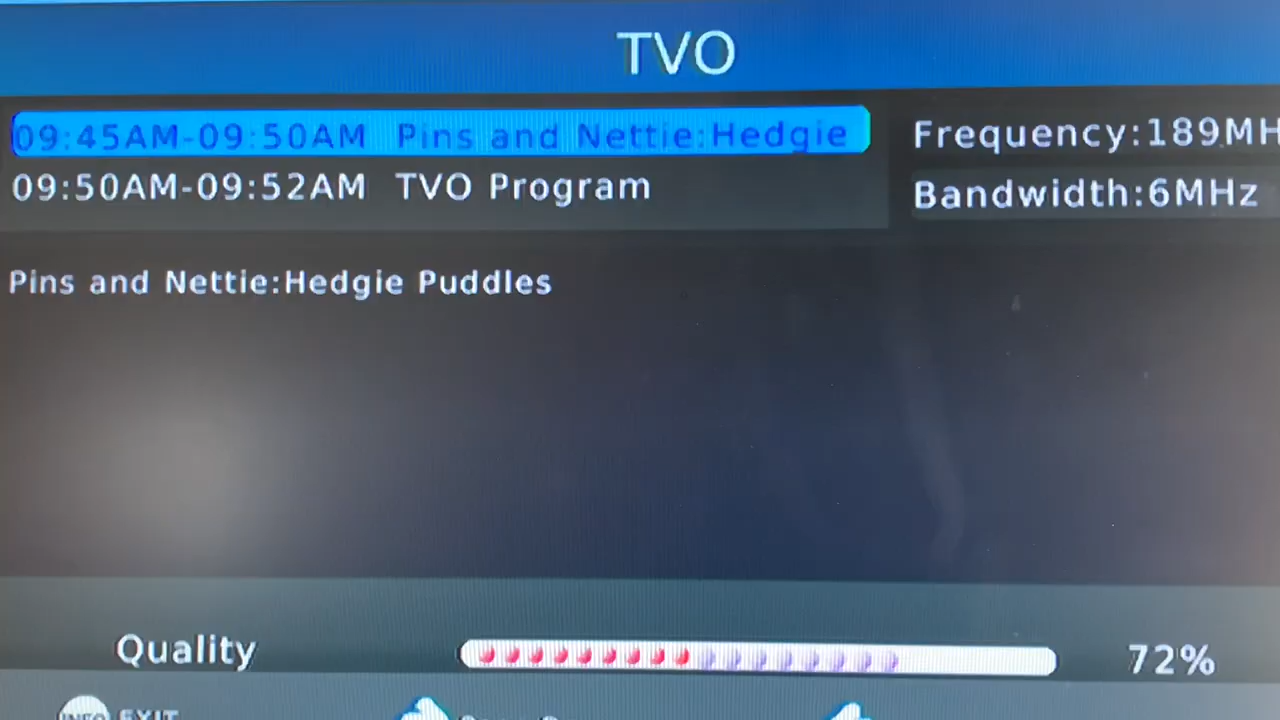 TVO
09:45AM-09:50AM Pins and Nettie:Hedgie
Frequency:189MH
09:50AM-09:52AM TVO Program
Bandwidth:6MHz
Pins and Nettie:Hedgie Puddles
Quality
72%
INFO EXIT